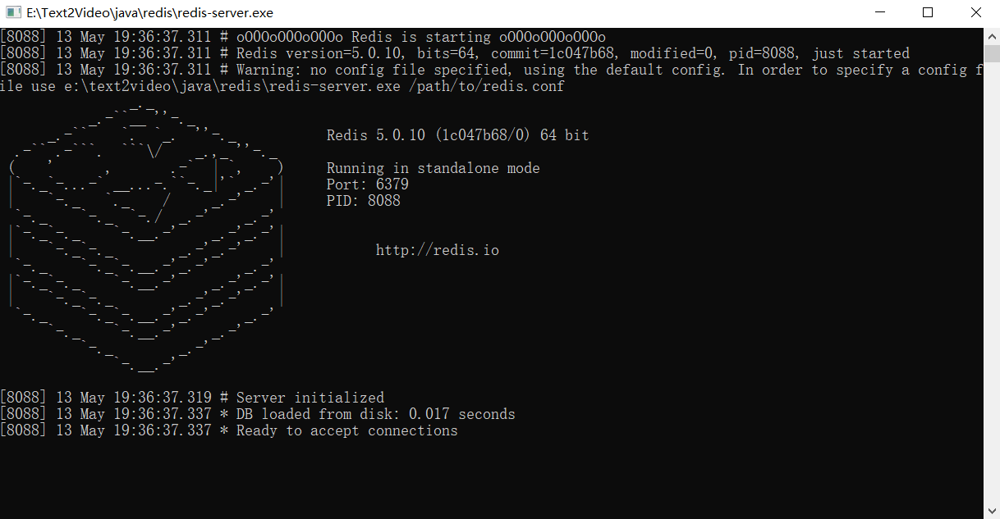 E:\Text2Video\java\redis\redis-server.exe
[8088] 13 May 19:36:37.311 # oO0OoO0OoO0Oo Redis is starting oO0OoO0OoO0Oo
[8088] 13 May 19:36:37.311 # Redis version=5.0.10, bits=64, commit=1c047b68, modified=0, pid=8088, just started
[8088] 13 May 19:36:37.311 # Warning: no config file specified, using the default config. In order to specify a config f
ile use e:\text2video\java\redis\redis-server.exe /path/to/redis.conf
Redis 5.0.10 (1c047b68/0) 64 bit
Running in standalone mode
Port: 6379
PID: 8088
http://redis.io
[8088] 13 May 19:36:37.319 # Server initialized
[8088] 13 May 19:36:37.337 * DB loaded from disk: 0.017 seconds
[8088] 13 May 19:36:37.337 * Ready to accept connections